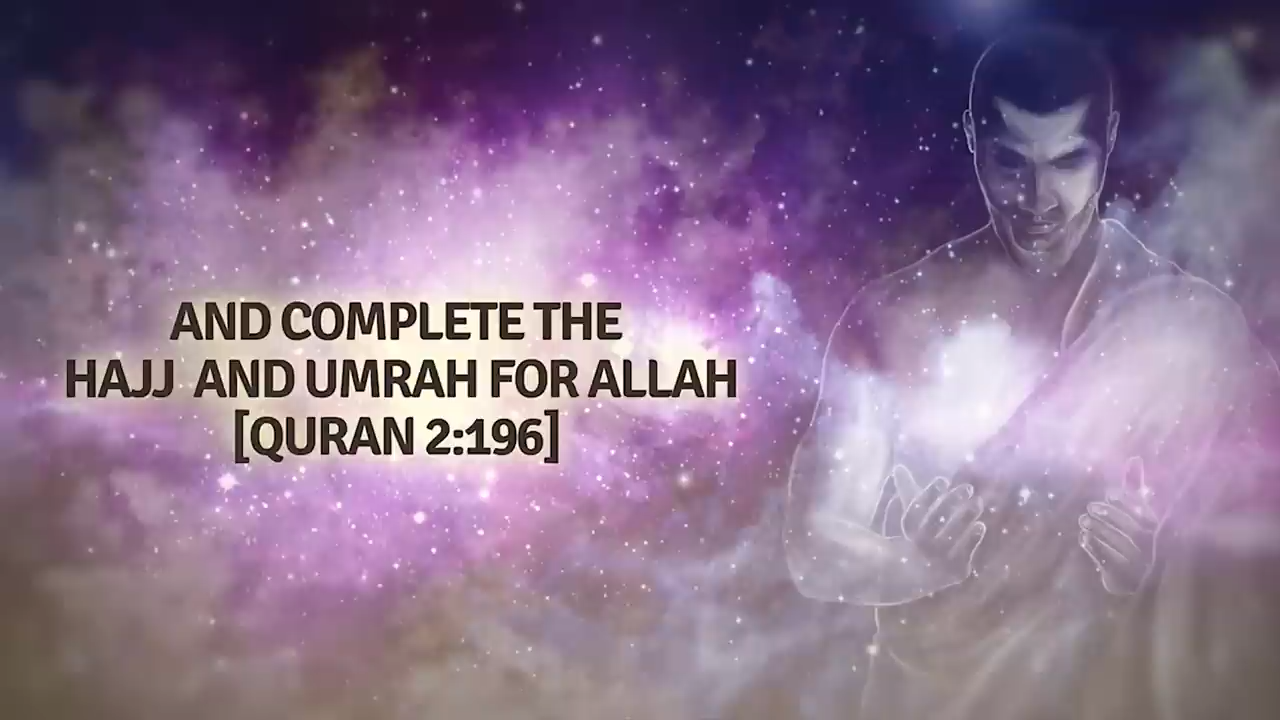 AND COMPLETE THE
HAJJ  AND UMRAH FOR ALLAH
[QURAN 2:196]